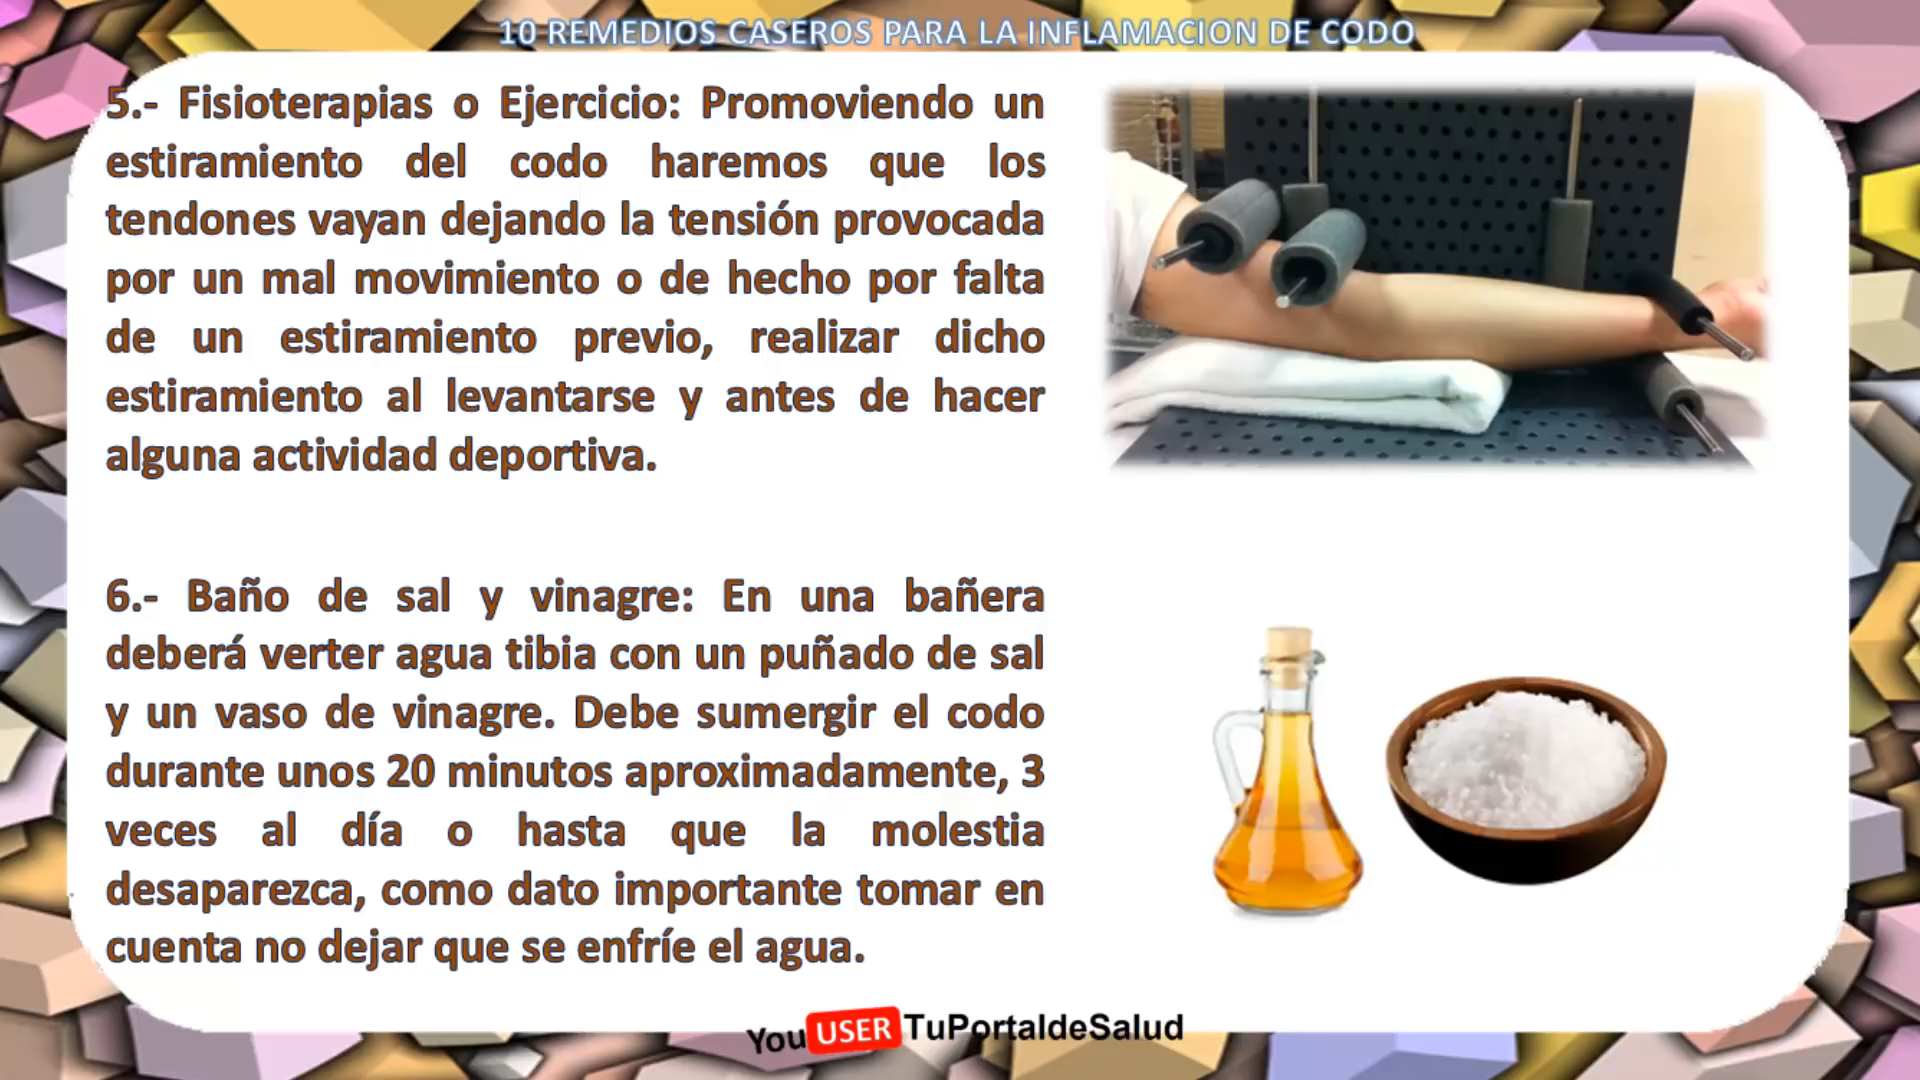 10 REMEDIOS CASEROS PARA LA INFLAMACION DE CODO
5.- Fisioterapias o Ejercicio: Promoviendo un
estiramiento del codo haremos que los
tendones vayan dejando la tensión provocada
por un mal movimiento o de hecho por falta
de un estiramiento previo, realizar dicho
estiramiento al levantarse y antes de hacer
alguna actividad deportiva.
6.- Baño de sal y vinagre: En una bañera
deberá verter agua tibia con un puñado de sal
y un vaso de vinagre. Debe sumergir el codo
durante unos 20 minutos aproximadamente, 3
veces al día o hasta que la molestia
desaparezca, como dato importante tomar en
cuenta no dejar que se enfríe el agua.
You USER TuPortaldeSalud